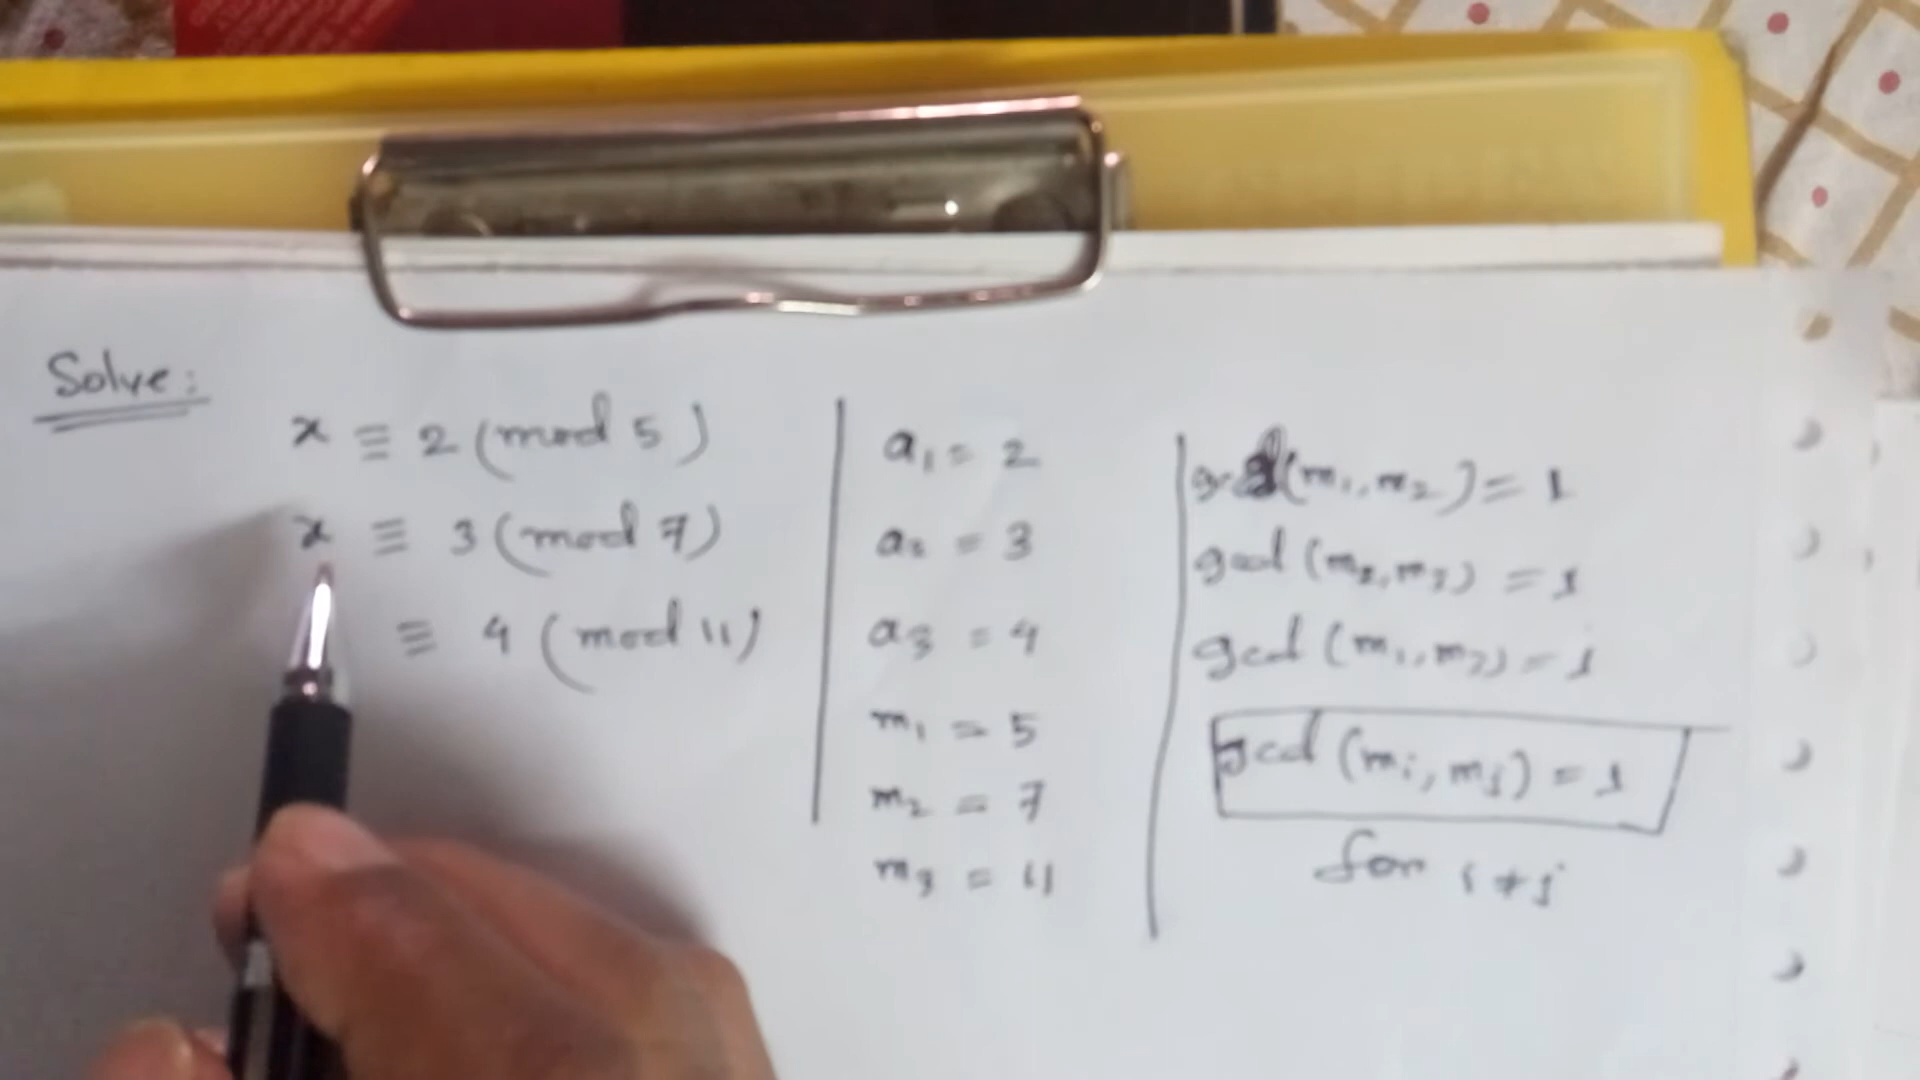 Solve:
x ≡ 2 (mod 5)
x ≡ 3 (mod 7)
≡ 4 (mod 11)
a₁ = 2
a₂ = 3
a₃ = 4
m₁ = 5
m₂ = 7
m₃ = 11
gcd (m₁, m₂) = 1
gcd (m₂, m₃) = 1
gcd (m₁, m₃) = 1
gcd (mᵢ, mⱼ) = 1
for i ≠ j